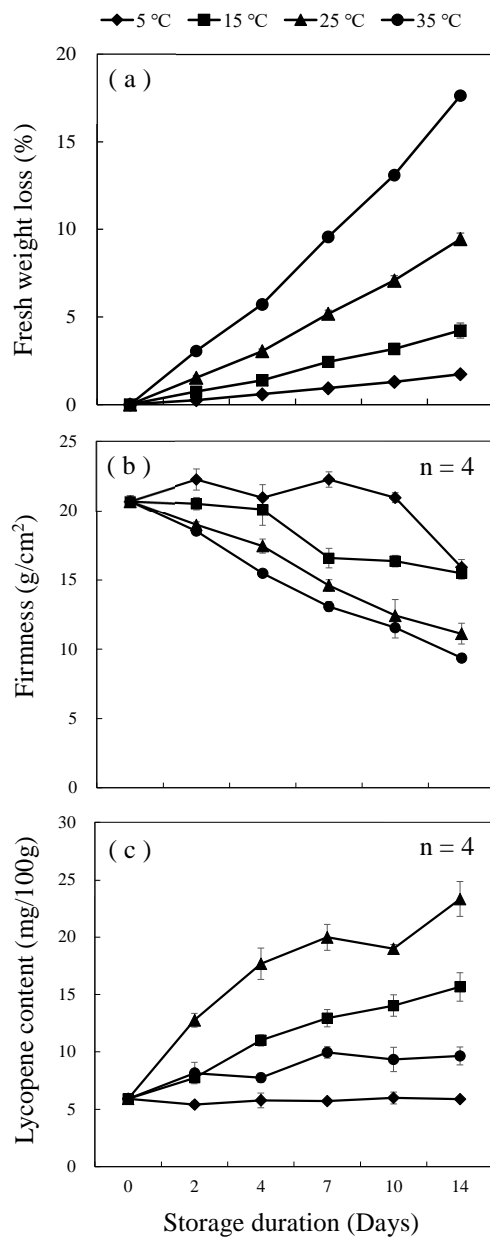 5 ℃ 15 ℃ 25 ℃ 35 ℃
( a )
Fresh weight loss (%)
20
15
10
5
0
( b )
n = 4
Firmness (g/cm²)
25
20
15
10
5
0
( c )
n = 4
Lycopene content (mg/100g)
30
25
20
15
10
5
0
0 2 4 7 10 14
Storage duration (Days)